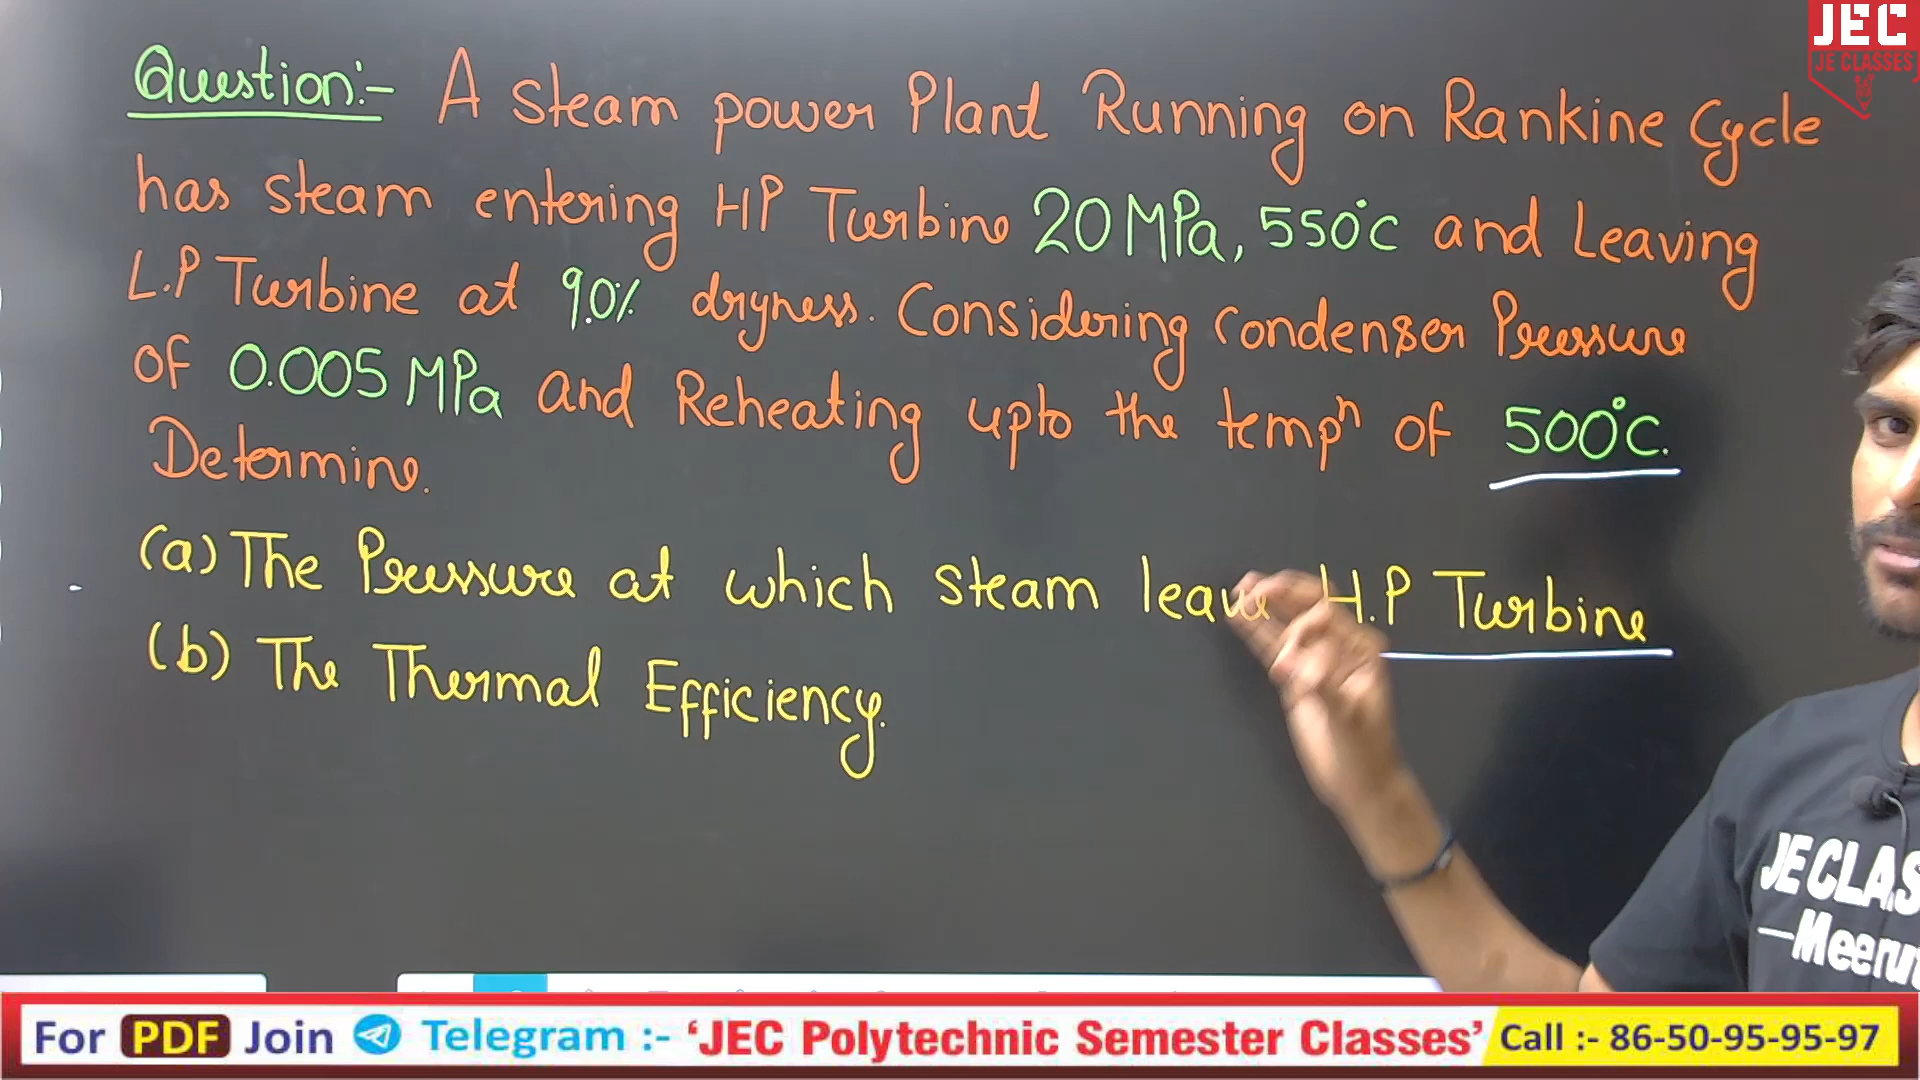 JEC
JE CLASSES
Question:- A steam power Plant Running on Rankine Cycle
has steam entering HP Turbine 20 MPa, 550°C and Leaving
L.P Turbine at 90% dryness. Considering condenser Pressure
of 0.005 MPa and Reheating upto the tempⁿ of 500°C.
Determine.
(a) The Pressure at which steam leave H.P Turbine
(b) The Thermal Efficiency.
JE CLAS
—Meerut
For PDF Join Telegram :- 'JEC Polytechnic Semester Classes' Call :- 86-50-95-95-97